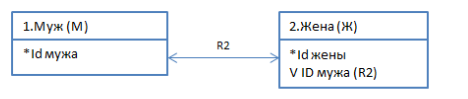 1.Муж (М)
*Id мужа
R2
2.Жена (Ж)
*Id жены
V ID мужа (R2)